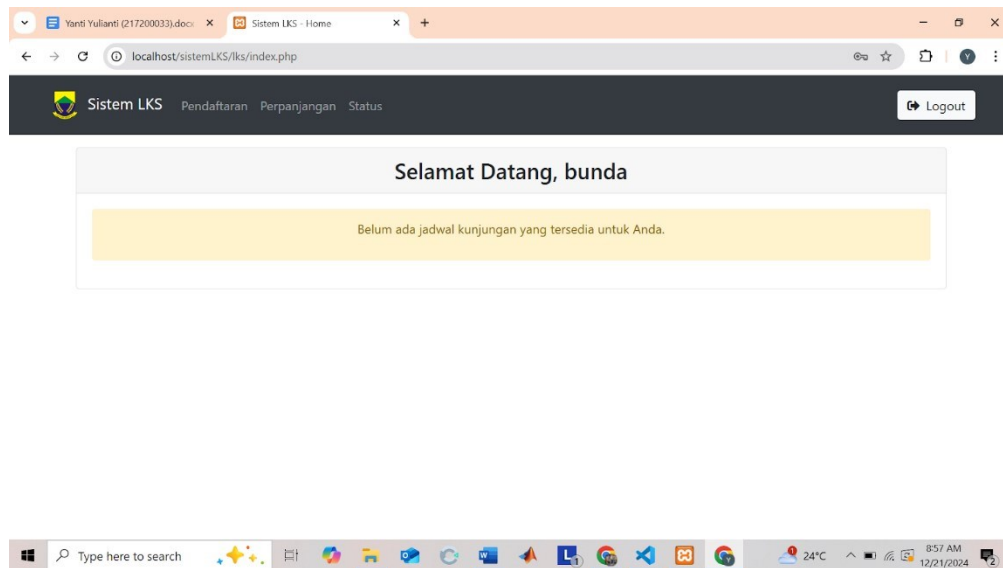 Yanti Yulianti (217200033).doc
Sistem LKS - Home
localhost/sistemLKS/lks/index.php
Y
Sistem LKS Pendaftaran Perpanjangan Status
Logout
Selamat Datang, bunda
Belum ada jadwal kunjungan yang tersedia untuk Anda.
Type here to search
24°C
8:57 AM
12/21/2024
2